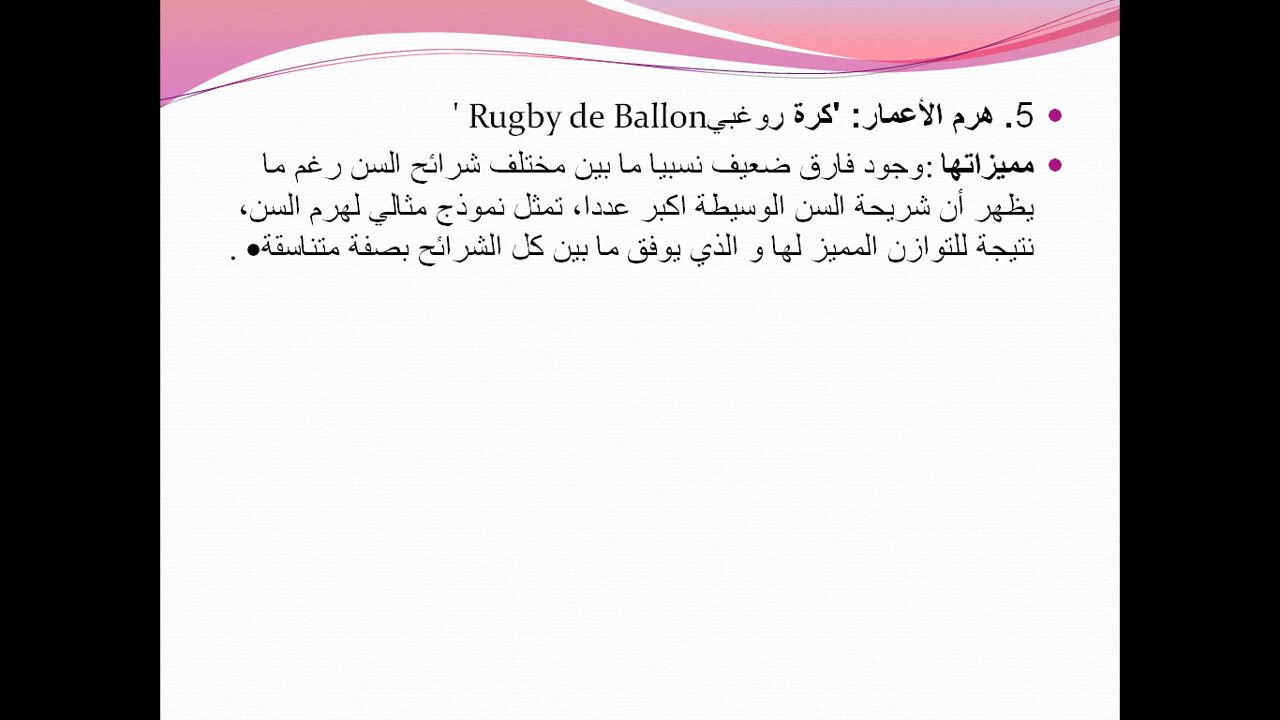 • 5. هرم الأعمار: 'كرة روغبيRugby de Ballon '
• مميزاتها :وجود فارق ضعيف نسبيا ما بين مختلف شرائح السن رغم ما
يظهر أن شريحة السن الوسيطة اكبر عددا، تمثل نموذج مثالي لهرم السن،
نتيجة للتوازن المميز لها و الذي يوفق ما بين كل الشرائح بصفة متناسقة● .